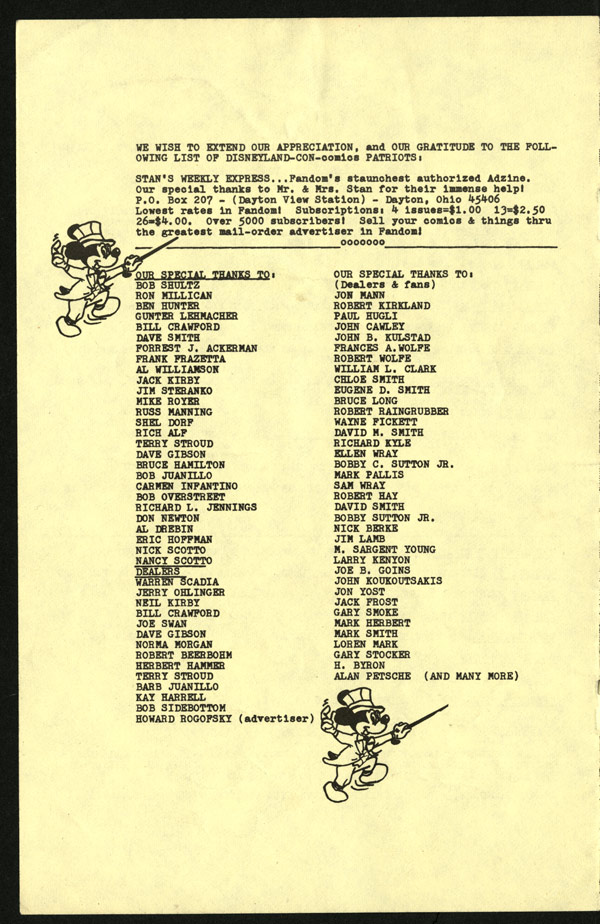 WE WISH TO EXTEND OUR APPRECIATION, and OUR GRATITUDE TO THE FOLL-
OWING LIST OF DISNEYLAND-CON-comics PATRIOTS:
STAN'S WEEKLY EXPRESS...Fandom's staunohest authorized Adzine.
Our special thanks to Mr. & Mrs. Stan for their immense help!
P.O. Box 207 - (Dayton View Station) - Dayton, Ohio 45406
Lowest rates in Fandom! Subscriptions: 4 issues=$1.00 13=$2.50
26=$4.00. Over 5000 subscribers! Sell your comics & things thru
the greatest mail-order advertiser in Fandom!
ooooooo
OUR SPECIAL THANKS TO:
BOB SHULTZ
RON MILLICAN
BEN HUNTER
GUNTER LEHMACHER
BILL CRAWFORD
DAVE SMITH
FORREST J. ACKERMAN
FRANK FRAZETTA
AL WILLIAMSON
JACK KIRBY
JIM STERANKO
MIKE ROYER
RUSS MANNING
SHEL DORF
RICH ALF
TERRY STROUD
DAVE GIBSON
BRUCE HAMILTON
BOB JUANILLO
CARMEN INFANTINO
BOB OVERSTREET
RICHARD L. JENNINGS
DON NEWTON
AL DREBIN
ERIC HOFFMAN
NICK SCOTTO
NANCY SCOTTO
DEALERS
WARREN SCADIA
JERRY OHLINGER
NEIL KIRBY
BILL CRAWFORD
JOE SWAN
DAVE GIBSON
NORMA MORGAN
ROBERT BEERBOHM
HERBERT HAMMER
TERRY STROUD
BARB JUANILLO
KAY HARRELL
BOB SIDEBOTTOM
HOWARD ROGOFSKY (advertiser)
OUR SPECIAL THANKS TO:
(Dealers & fans)
JON MANN
ROBERT KIRKLAND
PAUL HUGLI
JOHN CAWLEY
JOHN B. KULSTAD
FRANCES A.WOLFE
ROBERT WOLFE
WILLIAM L. CLARK
CHLOE SMITH
EUGENE D. SMITH
BRUCE LONG
ROBERT RAINGRUBBER
WAYNE FICKETT
DAVID M. SMITH
RICHARD KYLE
ELLEN WRAY
BOBBY C. SUTTON JR.
MARK PALLIS
SAM WRAY
ROBERT HAY
DAVID SMITH
BOBBY SUTTON JR.
NICK BERKE
JIM LAMB
M. SARGENT YOUNG
LARRY KENYON
JOE B. GOINS
JOHN KOUKOUTSAKIS
JON YOST
JACK FROST
GARY SMOKE
MARK HERBERT
MARK SMITH
LOREN MARK
GARY STOCKER
H. BYRON
ALAN PETSCHE (AND MANY MORE)